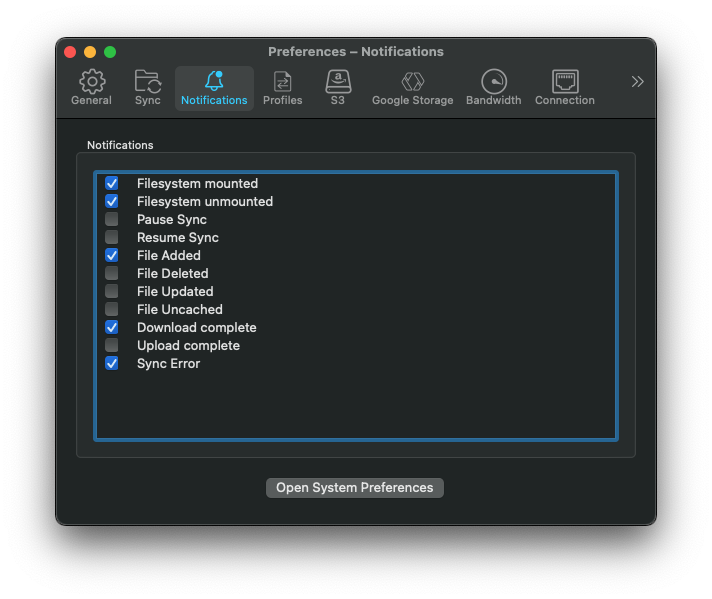 Preferences – Notifications
General Sync Notifications Profiles S3 Google Storage Bandwidth Connection
Notifications
Filesystem mounted
Filesystem unmounted
Pause Sync
Resume Sync
File Added
File Deleted
File Updated
File Uncached
Download complete
Upload complete
Sync Error
Open System Preferences